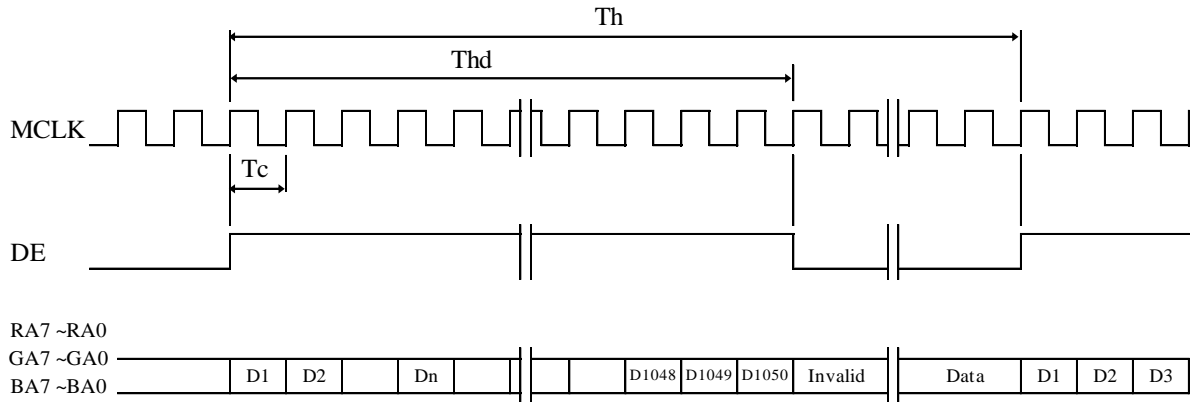 Th
Thd
MCLK
Tc
DE
RA7 ~RA0
GA7 ~GA0
BA7 ~BA0
D1 D2 Dn D1048 D1049 D1050 Invalid Data D1 D2 D3